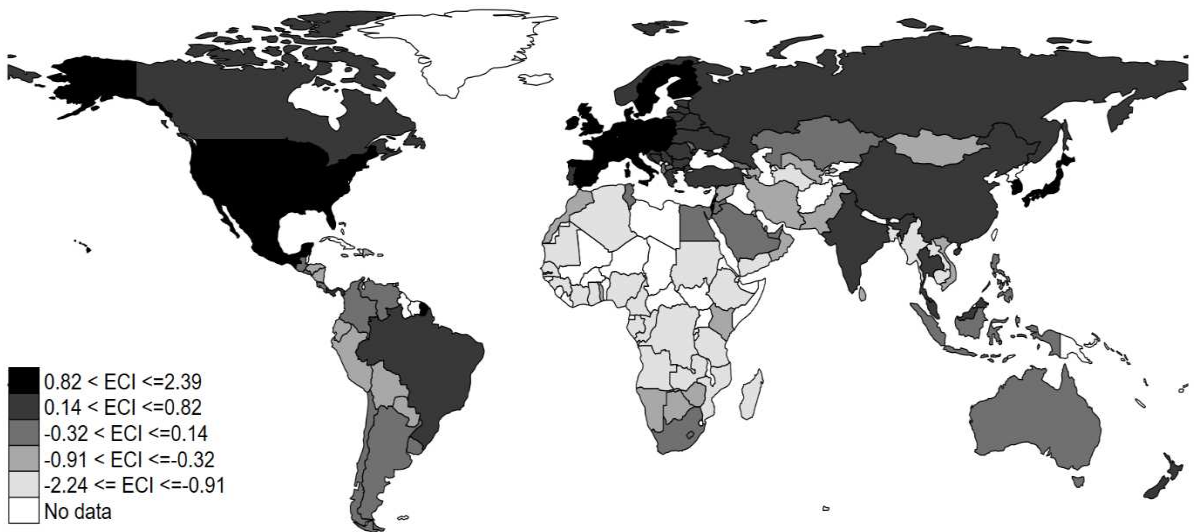 0.82 < ECI <=2.39
0.14 < ECI <=0.82
-0.32 < ECI <=0.14
-0.91 < ECI <=-0.32
-2.24 <= ECI <=-0.91
No data